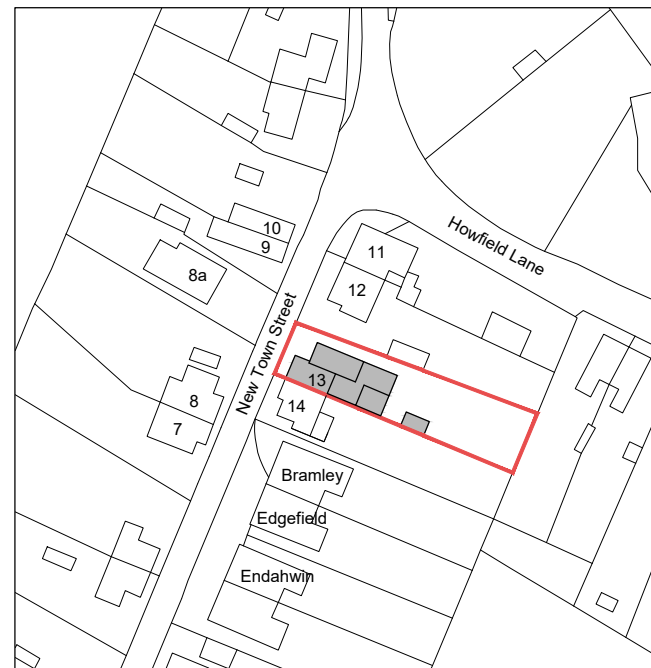 10
9
8a
11
12
Howfield Lane
New Town Street
13
14
8
7
Bramley
Edgefield
Endahwin